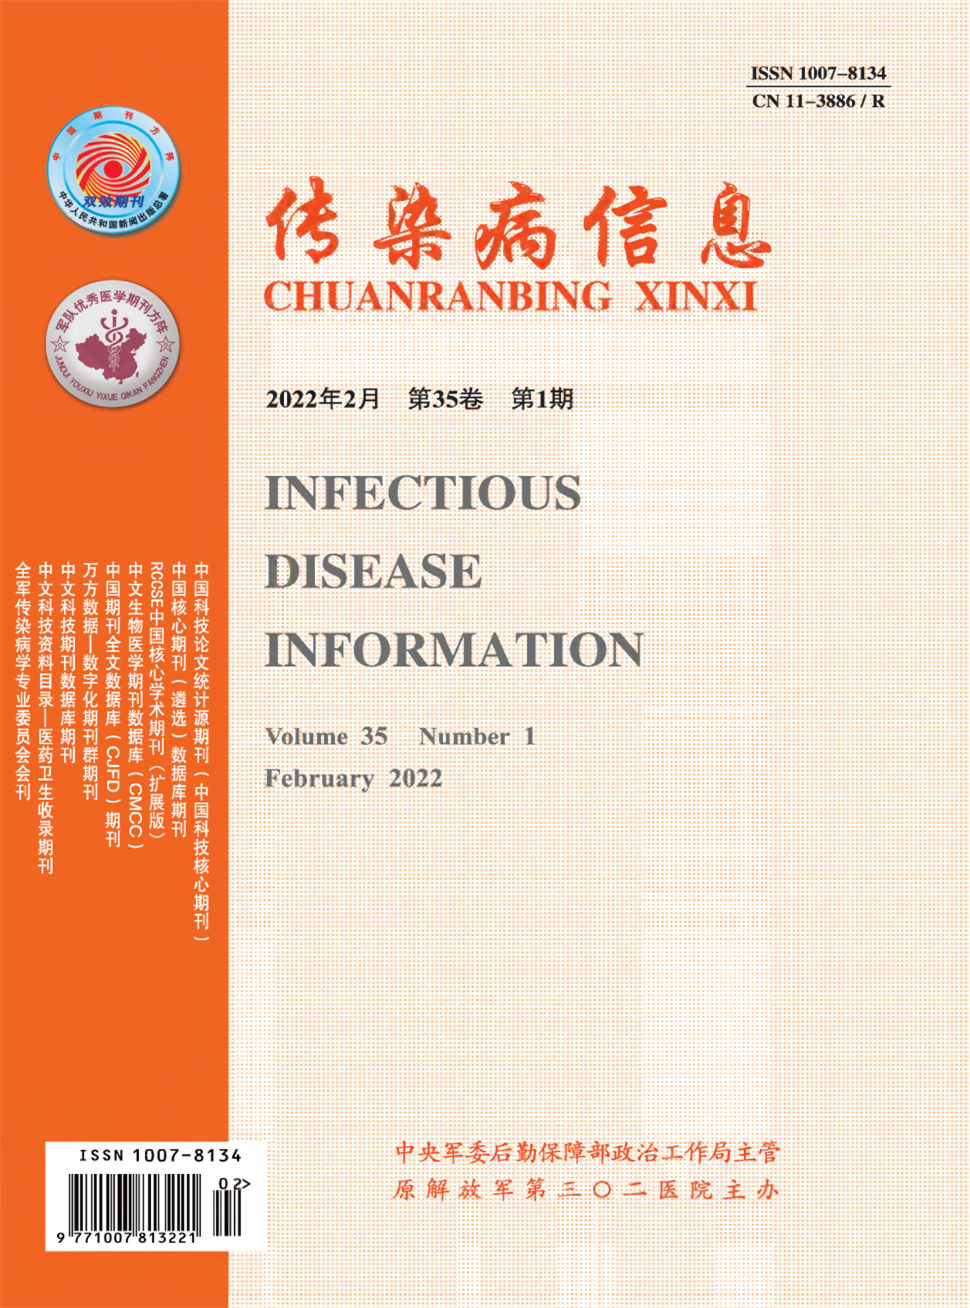 ISSN 1007-8134
CN 11-3886 / R
中国期刊方阵
双效期刊
中华人民共和国新闻出版总署
军队优秀医学期刊方阵
JUNDUI YOUXIU YIXUE QIKAN FANGZHEN
传染病信息
CHUANRANBING XINXI
2022年2月 第35卷 第1期
INFECTIOUS
DISEASE
INFORMATION
Volume 35 Number 1
February 2022
中国科技论文统计源期刊(中国科技核心期刊)
中国核心期刊(遴选)数据库期刊
RCCSE中国核心学术期刊(扩展版)
中文生物医学期刊数据库(CMCC)
中国期刊全文数据库(CJFD)期刊
万方数据—数字化期刊群期刊
中文科技期刊数据库期刊
中文科技资料目录—医药卫生收录期刊
全军传染病学专业委员会会刊
中央军委后勤保障部政治工作局主管
原解放军第三〇二医院主办
ISSN 1007-8134
02>
9 771007 813221